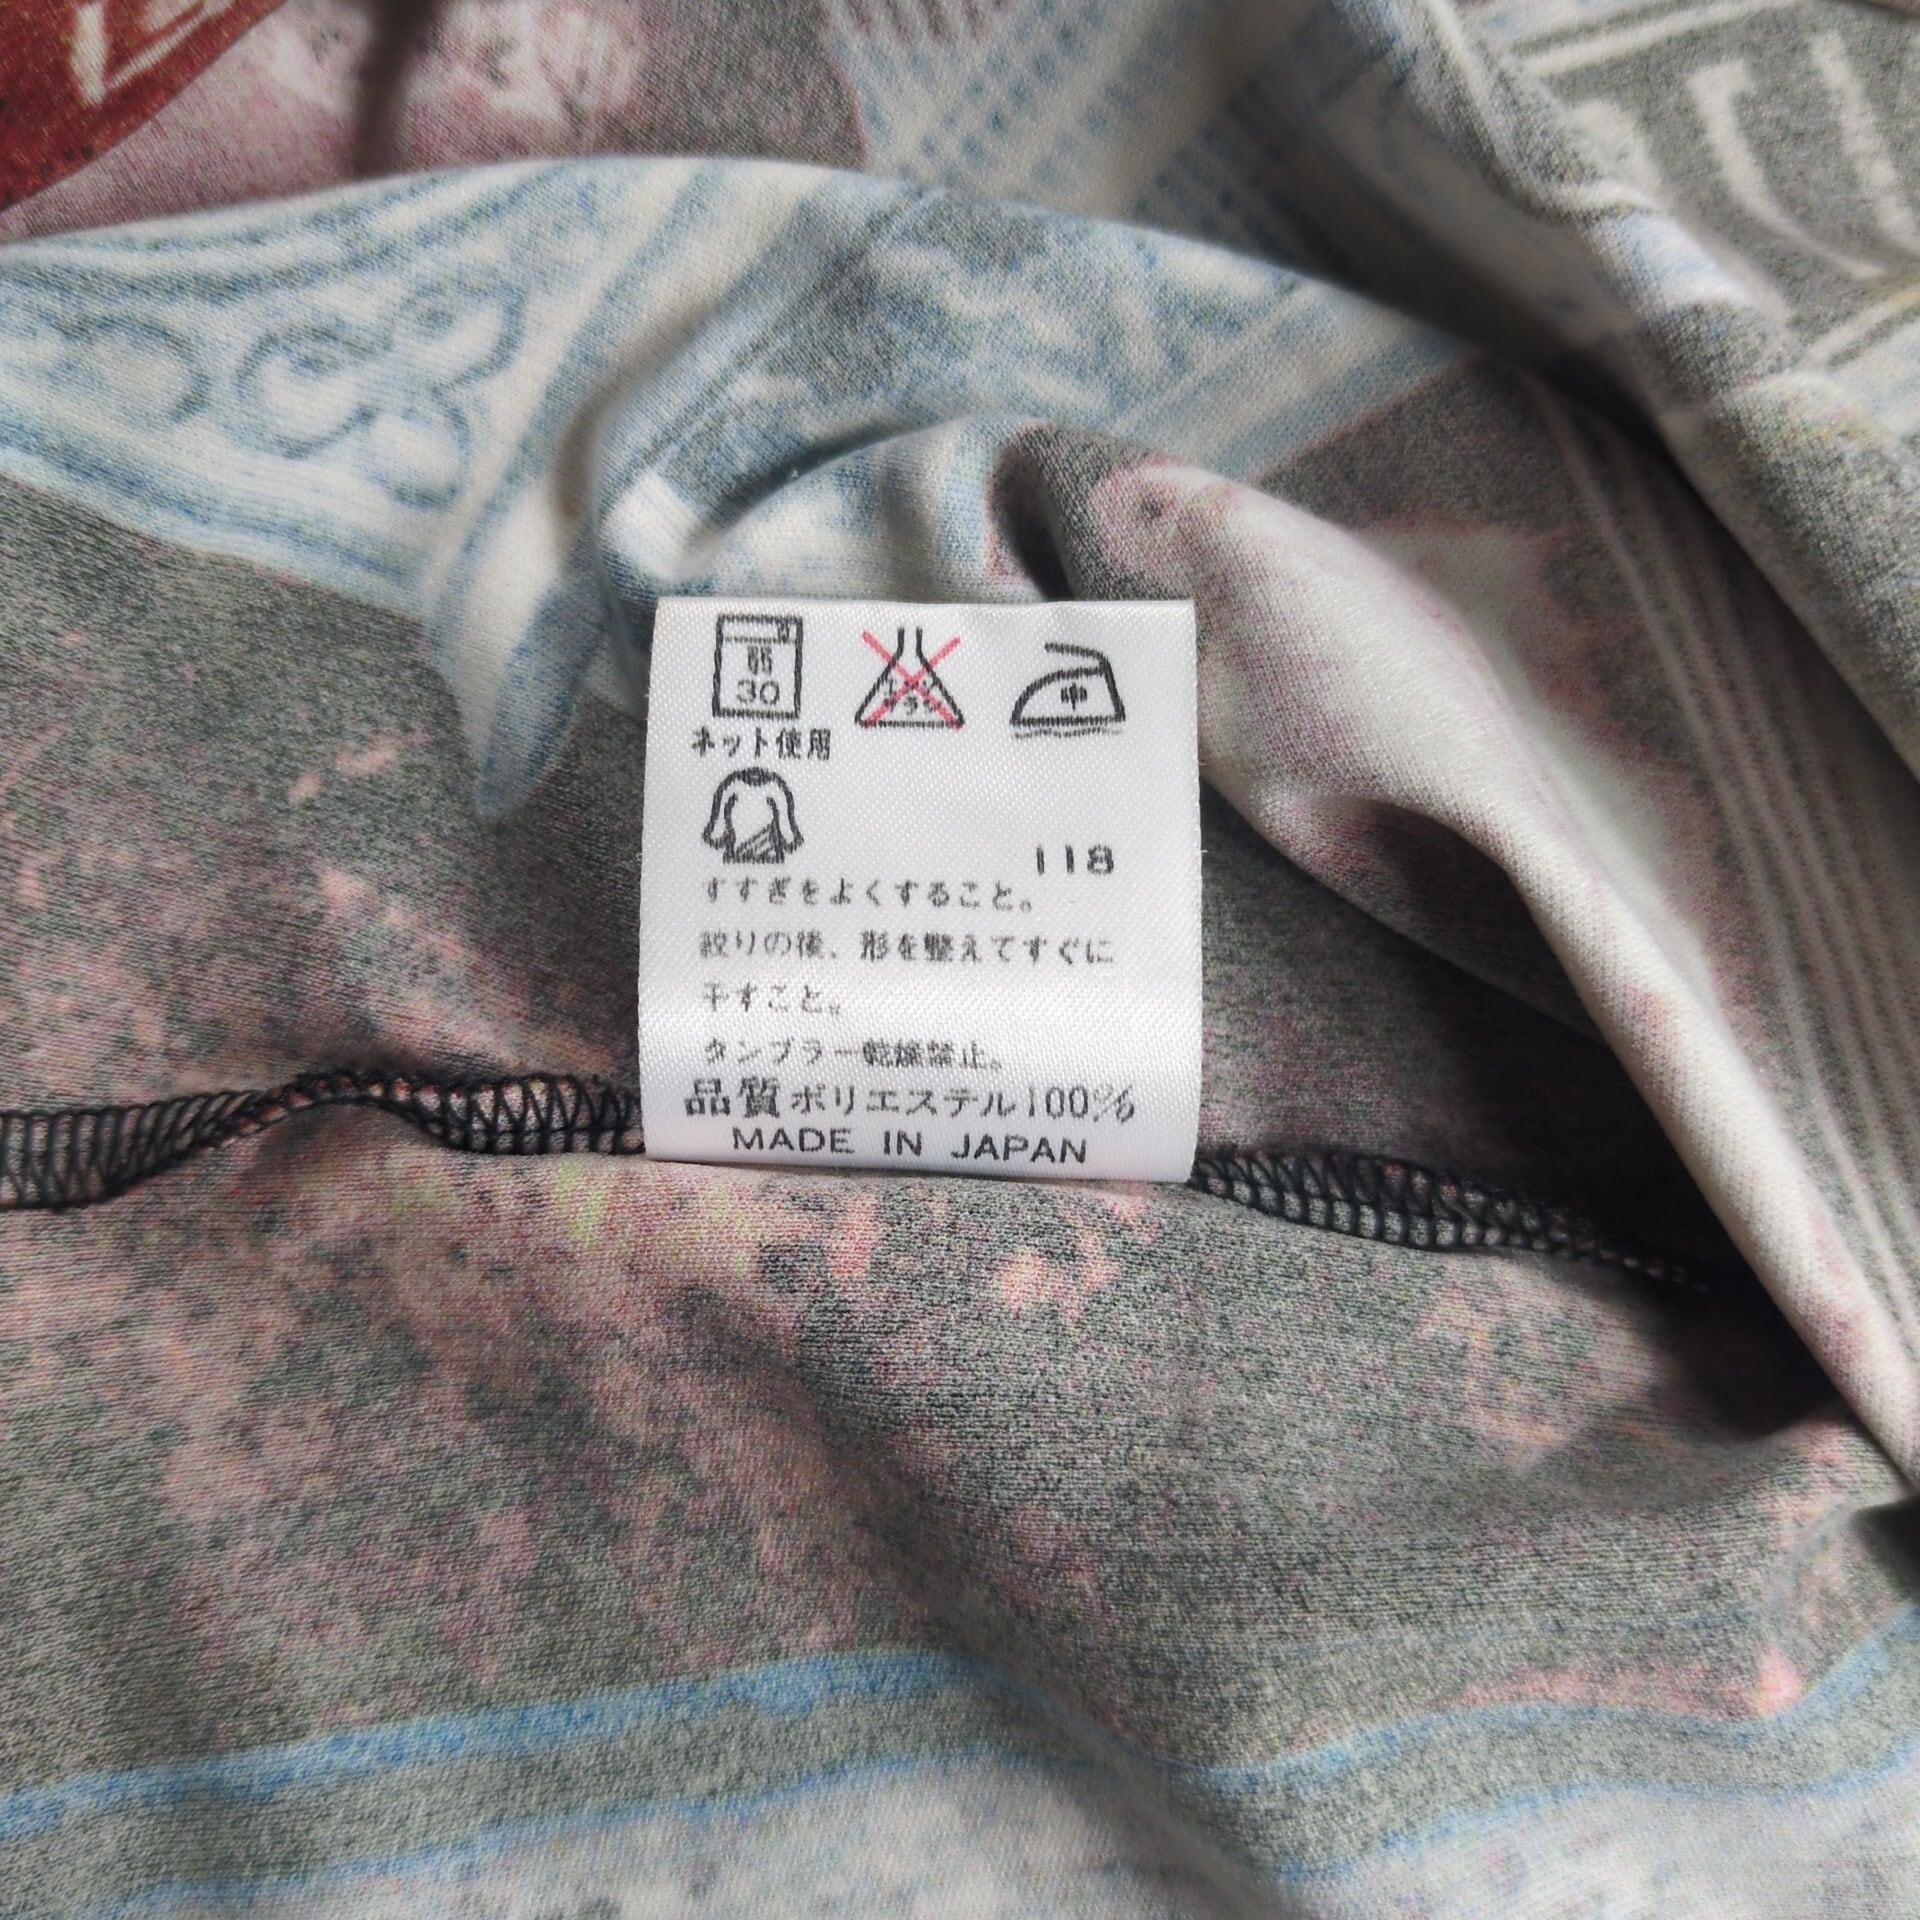 弱
30
中
ネット使用
118
すすぎをよくすること。
絞りの後、形を整えてすぐに
干すこと。
タンブラー乾燥禁止。
品質ポリエステル100%
MADE IN JAPAN